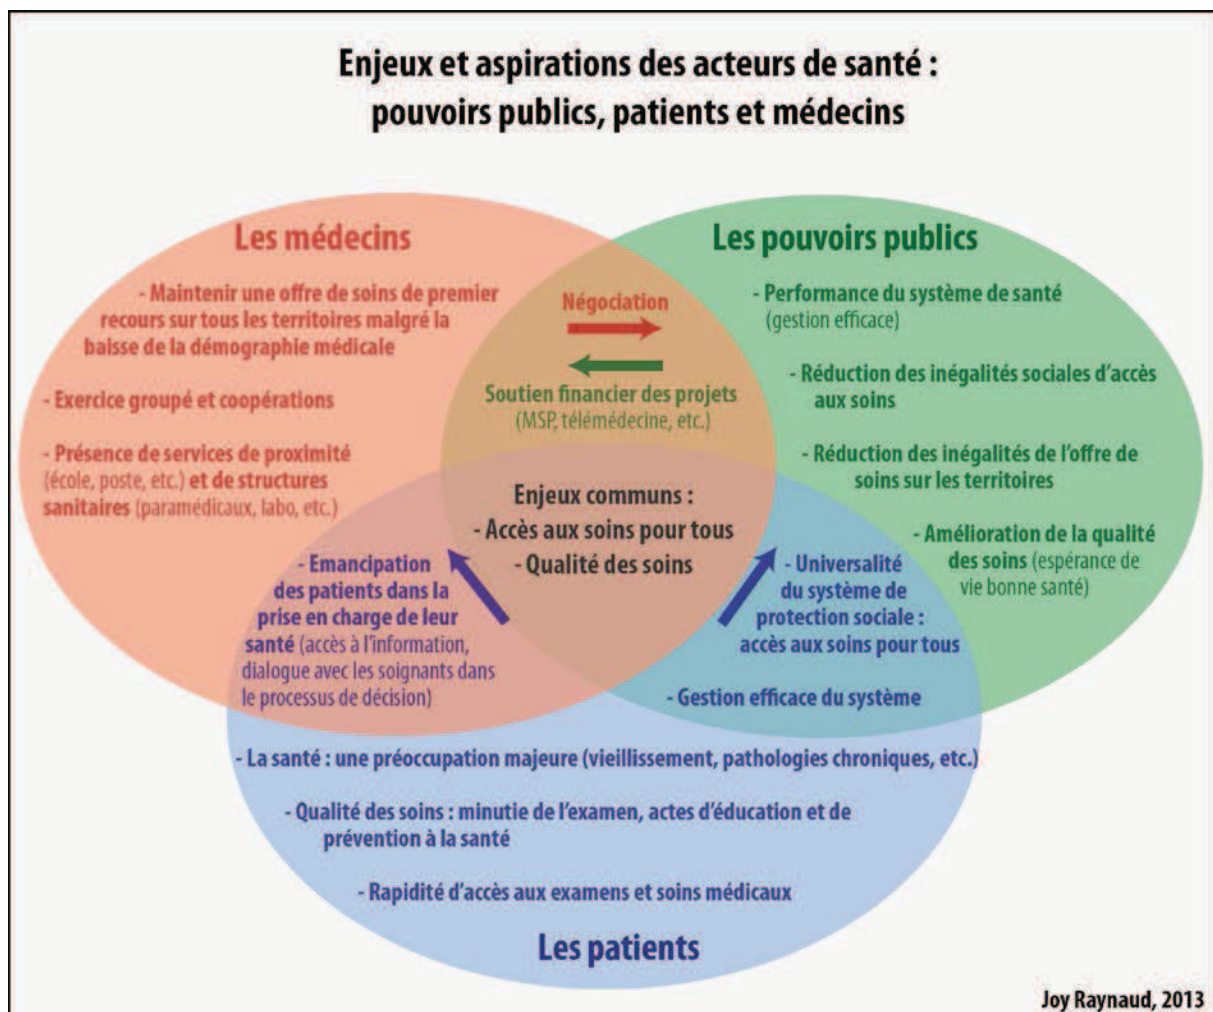 Enjeux et aspirations des acteurs de santé :
pouvoirs publics, patients et médecins
Les médecins
- Maintenir une offre de soins de premier
recours sur tous les territoires malgré la
baisse de la démographie médicale
- Exercice groupé et coopérations
- Présence de services de proximité
(école, poste, etc.) et de structures
sanitaires (paramédicaux, labo, etc.)
Négociation
Soutien financier des projets
(MSP, télémédecine, etc.)
Les pouvoirs publics
- Performance du système de santé
(gestion efficace)
- Réduction des inégalités sociales d'accès
aux soins
- Réduction des inégalités de l'offre de
soins sur les territoires
- Amélioration de la qualité
des soins (espérance de
vie bonne santé)
Enjeux communs :
- Accès aux soins pour tous
- Qualité des soins
- Emancipation
des patients dans la
prise en charge de leur
santé (accès à l'information,
dialogue avec les soignants dans
le processus de décision)
- Universalité
du système de
protection sociale :
accès aux soins pour tous
- Gestion efficace du système
- La santé : une préoccupation majeure (vieillissement, pathologies chroniques, etc.)
- Qualité des soins : minutie de l'examen, actes d'éducation et de
prévention à la santé
- Rapidité d'accès aux examens et soins médicaux
Les patients
Joy Raynaud, 2013